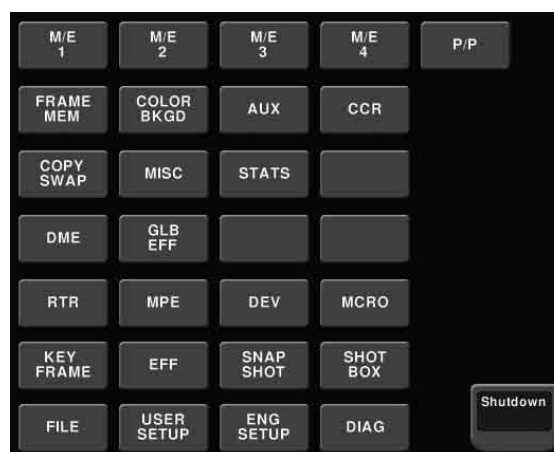 M/E
1
M/E
2
M/E
3
M/E
4
P/P
FRAME
MEM
COLOR
BKGD
AUX
CCR
COPY
SWAP
MISC
STATS
DME
GLB
EFF
RTR
MPE
DEV
MCRO
KEY
FRAME
EFF
SNAP
SHOT
SHOT
BOX
Shutdown
FILE
USER
SETUP
ENG
SETUP
DIAG